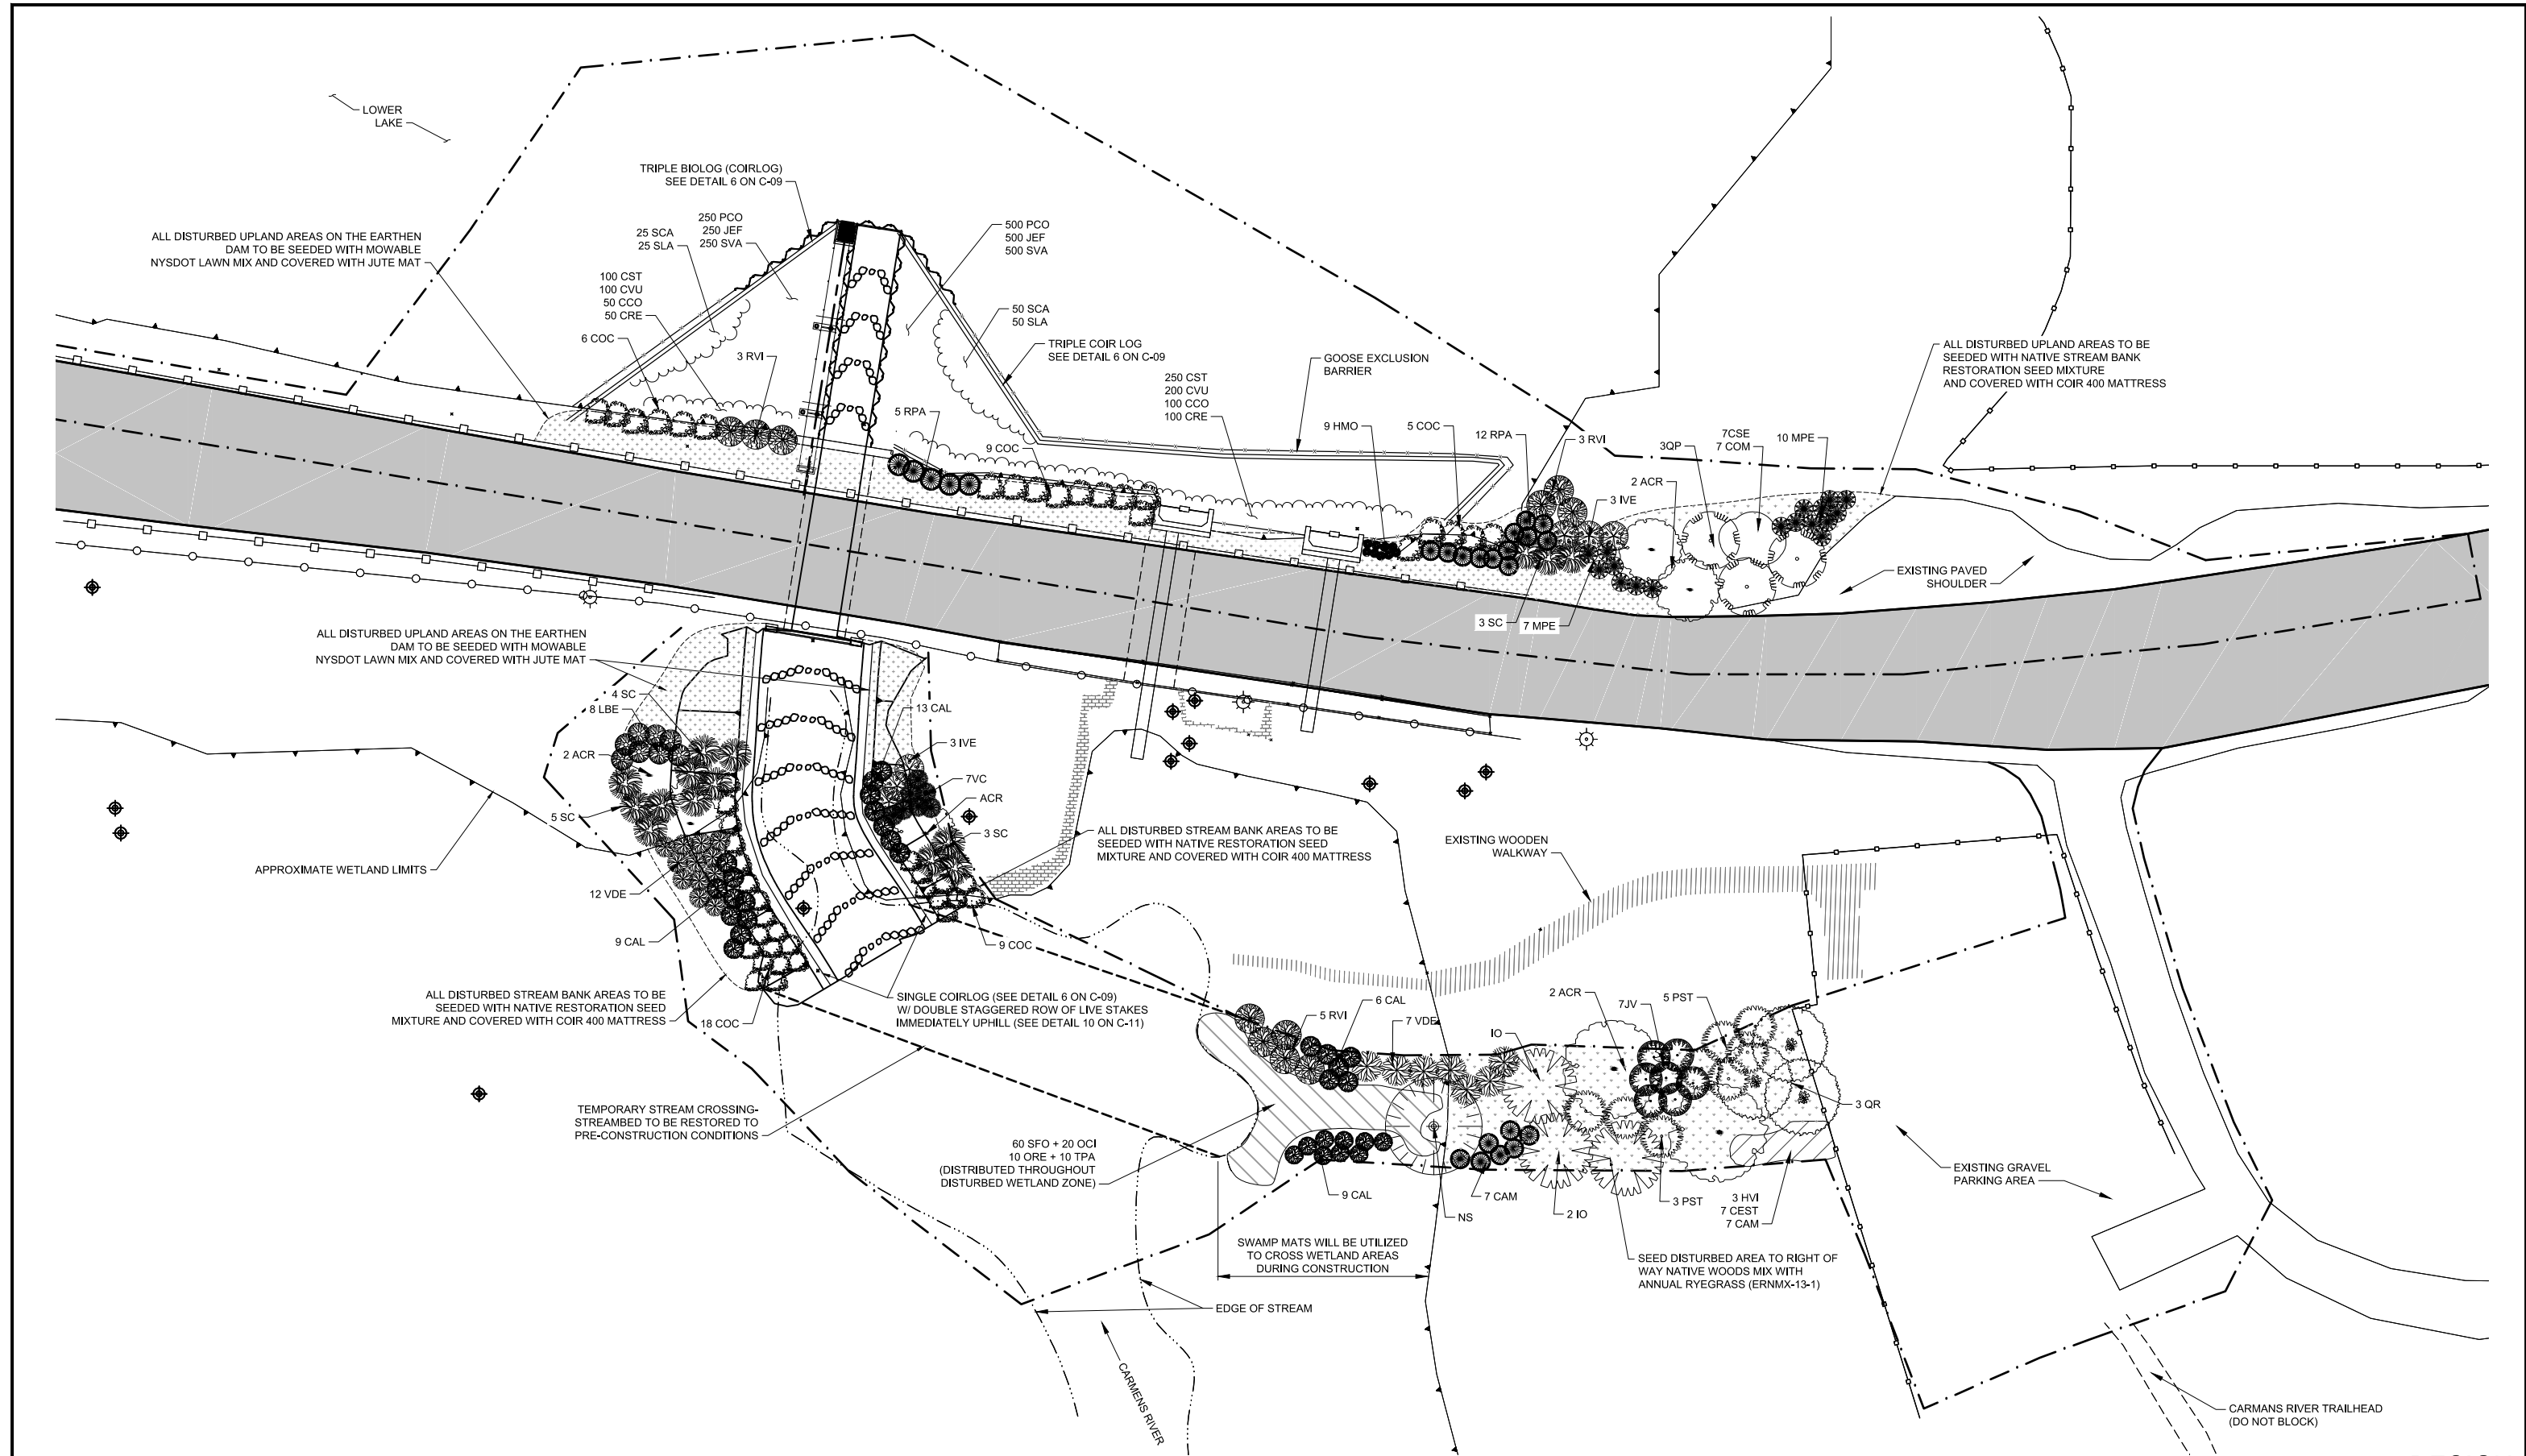 LOWER
LAKE
TRIPLE BIOLOG (COIRLOG)
SEE DETAIL 6 ON C-09
ALL DISTURBED UPLAND AREAS ON THE EARTHEN
DAM TO BE SEEDED WITH MOWABLE
NYSDOT LAWN MIX AND COVERED WITH JUTE MAT
250 PCO
250 JEF
250 SVA
25 SCA
25 SLA
100 CST
100 CVU
50 CCO
50 CRE
6 COC
3 RVI
500 PCO
500 JEF
500 SVA
50 SCA
50 SLA
TRIPLE COIR LOG
SEE DETAIL 6 ON C-09
GOOSE EXCLUSION
BARRIER
250 CST
200 CVU
100 CCO
100 CRE
5 RPA
9 COC
9 HMO
5 COC
12 RPA
3 RVI
3 IVE
2 ACR
3QP
7CSE
7 COM
10 MPE
ALL DISTURBED UPLAND AREAS TO BE
SEEDED WITH NATIVE STREAM BANK
RESTORATION SEED MIXTURE
AND COVERED WITH COIR 400 MATTRESS
EXISTING PAVED
SHOULDER
3 SC
7 MPE
ALL DISTURBED UPLAND AREAS ON THE EARTHEN
DAM TO BE SEEDED WITH MOWABLE
NYSDOT LAWN MIX AND COVERED WITH JUTE MAT
4 SC
8 LBE
2 ACR
5 SC
APPROXIMATE WETLAND LIMITS
12 VDE
9 CAL
13 CAL
3 IVE
7VC
ACR
3 SC
ALL DISTURBED STREAM BANK AREAS TO BE
SEEDED WITH NATIVE RESTORATION SEED
MIXTURE AND COVERED WITH COIR 400 MATTRESS
9 COC
ALL DISTURBED STREAM BANK AREAS TO BE
SEEDED WITH NATIVE RESTORATION SEED
MIXTURE AND COVERED WITH COIR 400 MATTRESS
18 COC
SINGLE COIRLOG (SEE DETAIL 6 ON C-09)
W/ DOUBLE STAGGERED ROW OF LIVE STAKES
IMMEDIATELY UPHILL (SEE DETAIL 10 ON C-11)
EXISTING WOODEN
WALKWAY
5 RVI
6 CAL
7 VDE
IO
2 ACR
7JV
5 PST
3 QR
TEMPORARY STREAM CROSSING-
STREAMBED TO BE RESTORED TO
PRE-CONSTRUCTION CONDITIONS
60 SFO + 20 OCI
10 ORE + 10 TPA
(DISTRIBUTED THROUGHOUT
DISTURBED WETLAND ZONE)
9 CAL
NS
7 CAM
2 IO
3 PST
3 HVI
7 CEST
7 CAM
EXISTING GRAVEL
PARKING AREA
SWAMP MATS WILL BE UTILIZED
TO CROSS WETLAND AREAS
DURING CONSTRUCTION
SEED DISTURBED AREA TO RIGHT OF
WAY NATIVE WOODS MIX WITH
ANNUAL RYEGRASS (ERNMX-13-1)
EDGE OF STREAM
CARMENS RIVER
CARMANS RIVER TRAILHEAD
(DO NOT BLOCK)